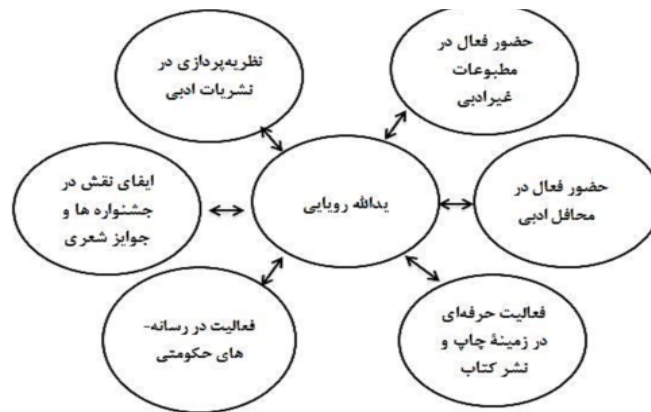 حضور فعال در
مطبوعات
غیرادبی
نظریه‌پردازی در
نشریات ادبی
حضور فعال در
محافل ادبی
یدالله رویایی
ایفای نقش در
جشنواره ها و
جوایز شعری
فعالیت حرفه‌ای
در زمینهٔ چاپ و
نشر کتاب
فعالیت در رسانه-
های حکومتی